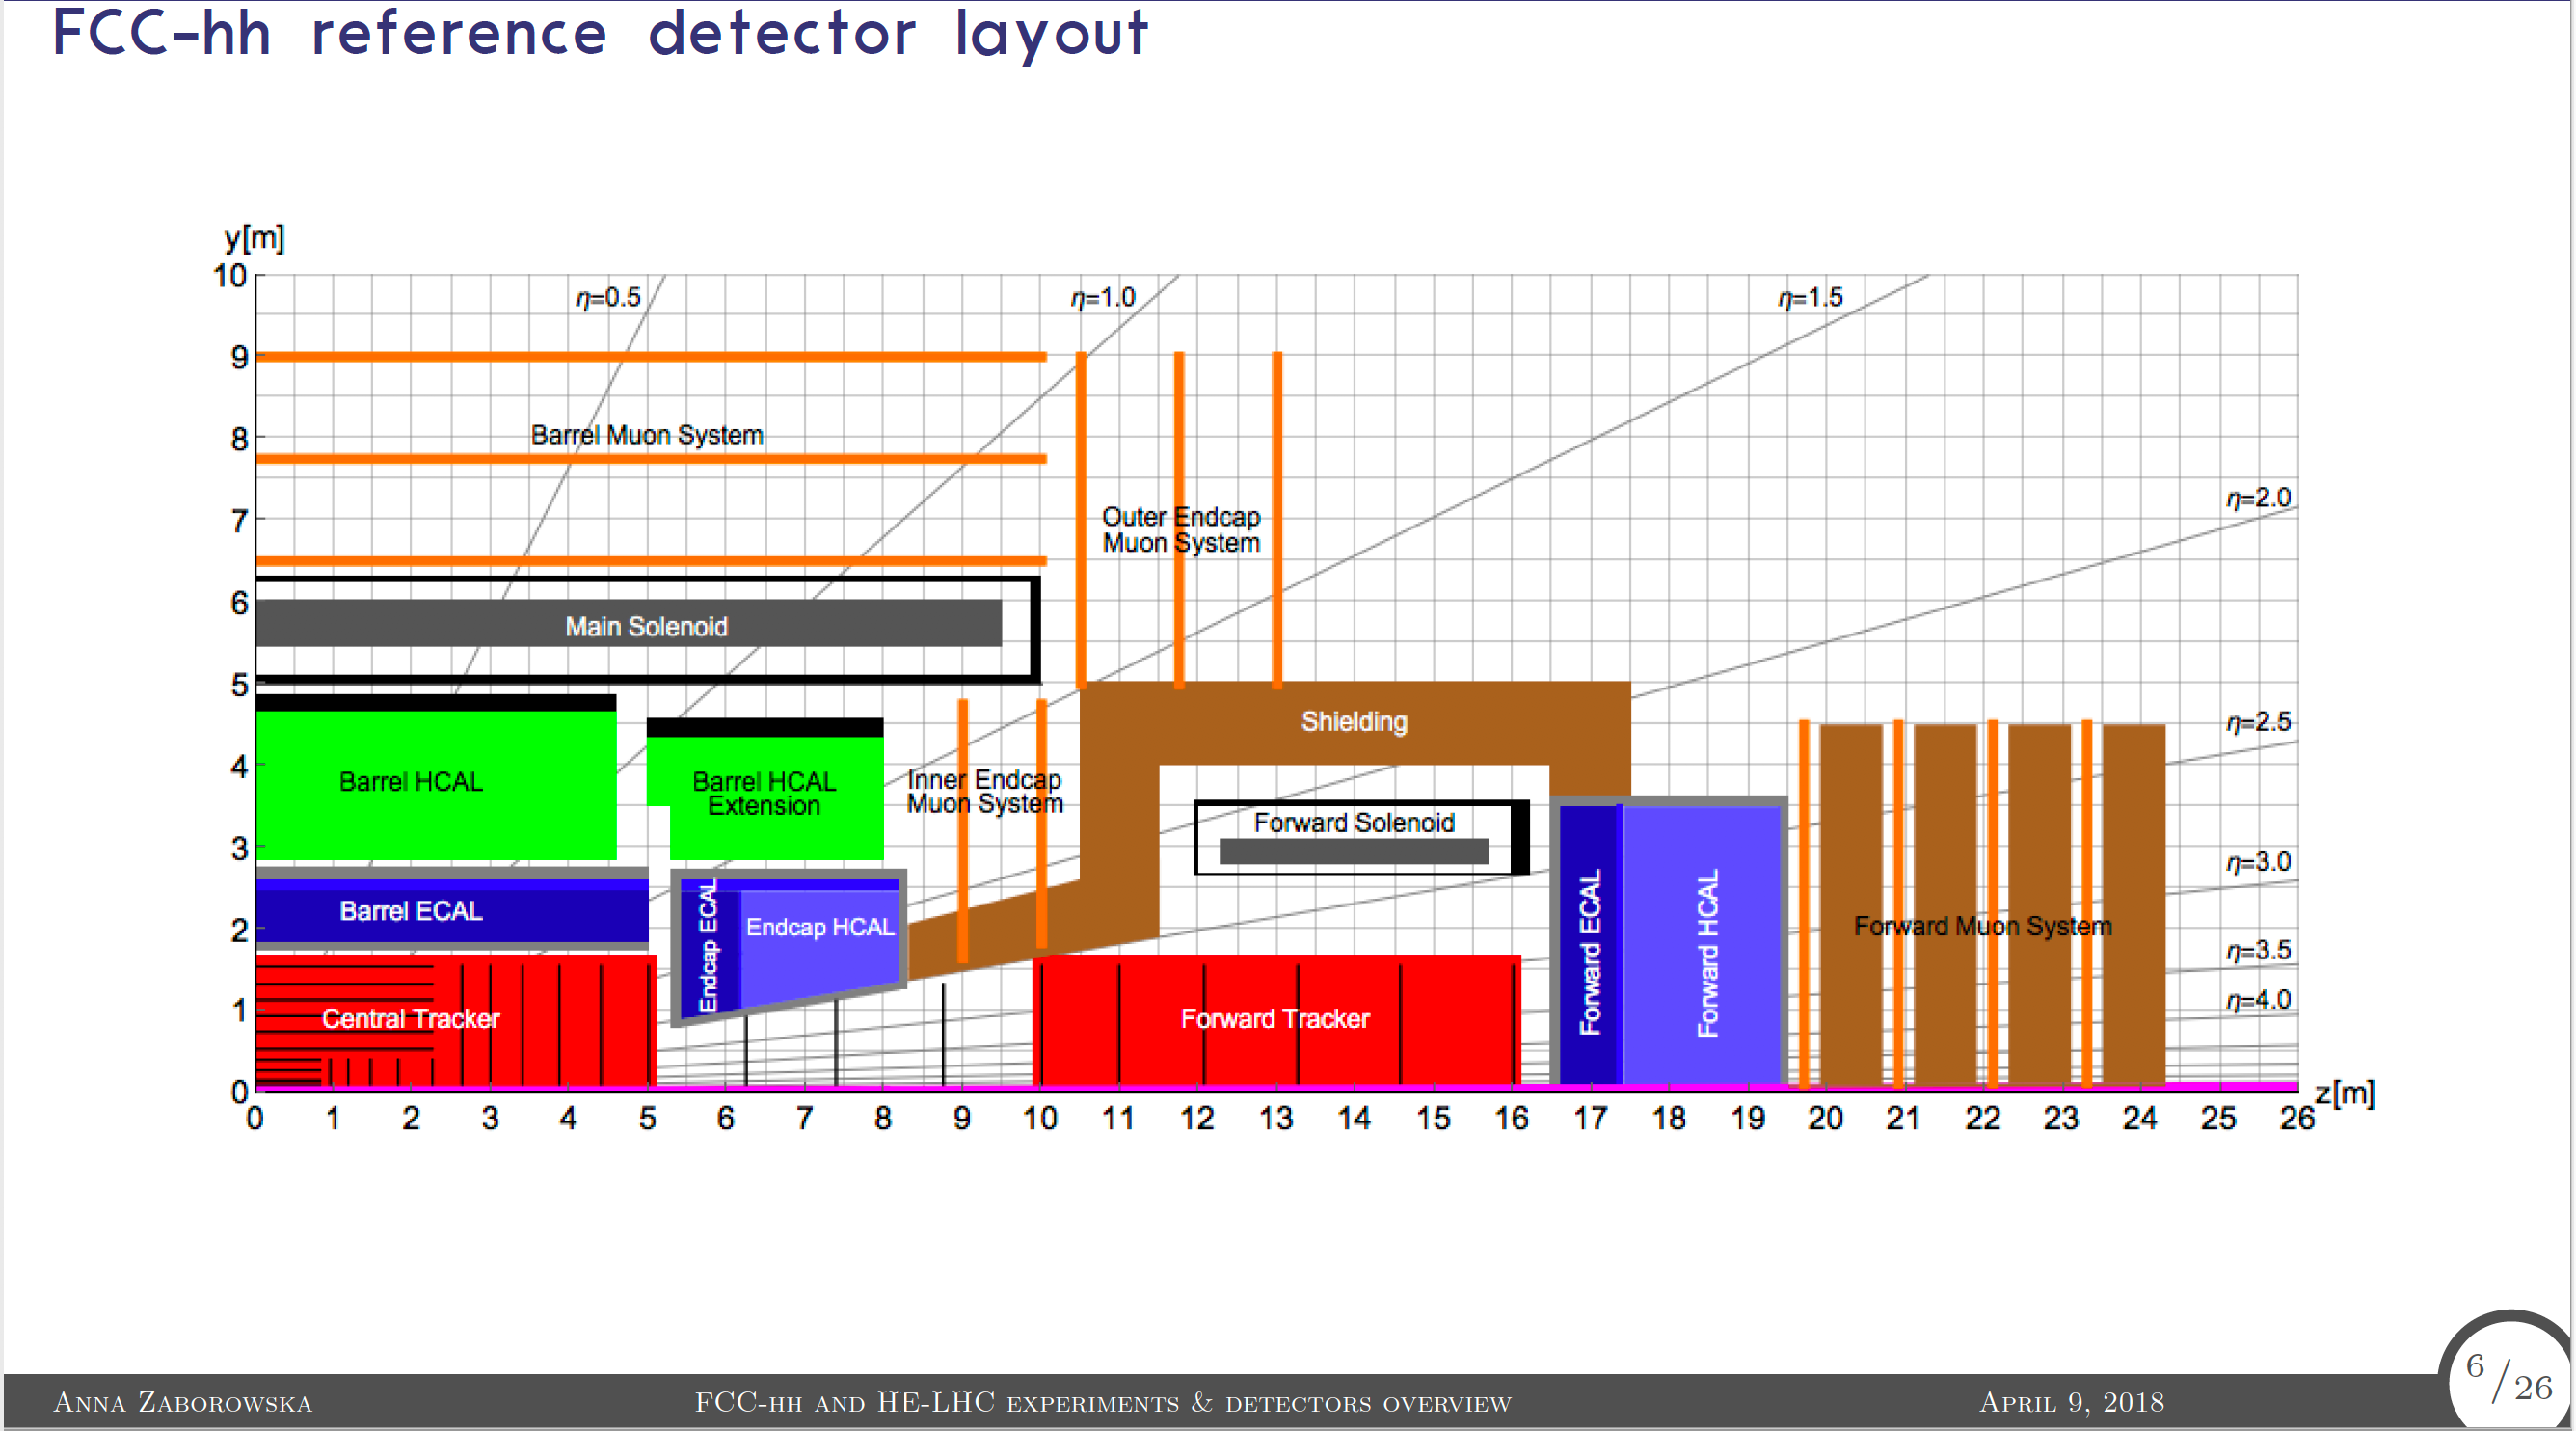 FCC-hh reference detector layout
y[m]
10
9
8
7
6
5
4
3
2
1
0
η=0.5
η=1.0
η=1.5
η=2.0
η=2.5
η=3.0
η=3.5
η=4.0
Barrel Muon System
Outer Endcap
Muon System
Main Solenoid
Shielding
Barrel HCAL
Barrel HCAL
Extension
Inner Endcap
Muon System
Forward Solenoid
Barrel ECAL
Endcap ECAL
Endcap HCAL
Forward ECAL
Forward HCAL
Forward Muon System
Central Tracker
Forward Tracker
0 1 2 3 4 5 6 7 8 9 10 11 12 13 14 15 16 17 18 19 20 21 22 23 24 25 26
z[m]
Anna Zaborowska
FCC-hh and HE-LHC experiments & detectors overview
April 9, 2018
6/26